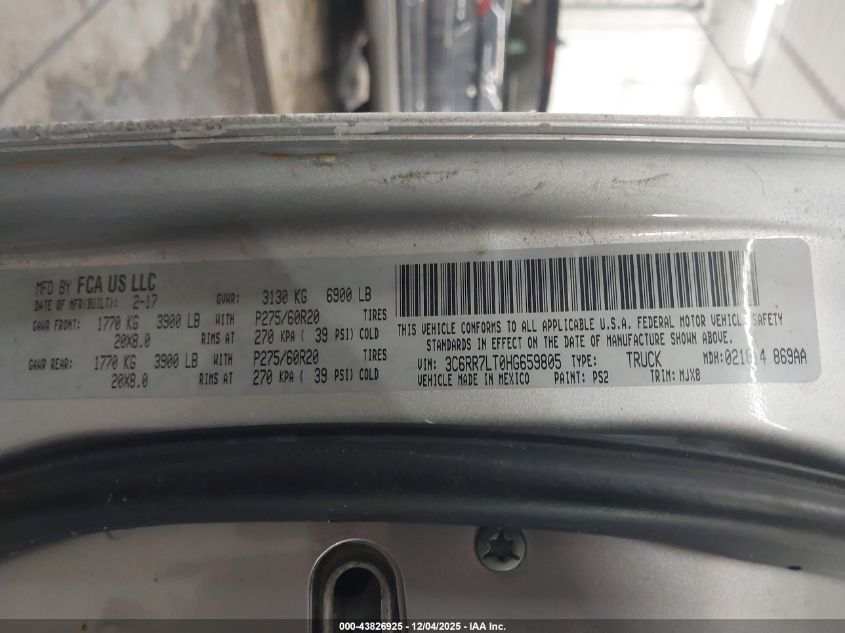 MFD BY FCA US LLC
DATE OF MFR(BUILT): 2-17 GVWR: 3130 KG 6900 LB
GAWR FRONT: 1770 KG 3900 LB WITH P275/60R20 TIRES
20X8.0 RIMS AT 270 KPA ( 39 PSI) COLD
GAWR REAR: 1770 KG 3900 LB WITH P275/60R20 TIRES
20X8.0 RIMS AT 270 KPA ( 39 PSI) COLD
THIS VEHICLE CONFORMS TO ALL APPLICABLE U.S.A. FEDERAL MOTOR VEHICLE SAFETY
STANDARDS IN EFFECT ON THE DATE OF MANUFACTURE SHOWN ABOVE.
VIN: 3C6RR7LT0HG659805 TYPE: TRUCK MDH: 869AA
VEHICLE MADE IN MEXICO PAINT: PS2 TRIM: MJX8
000-43826925 - 12/04/2025 - IAA Inc.